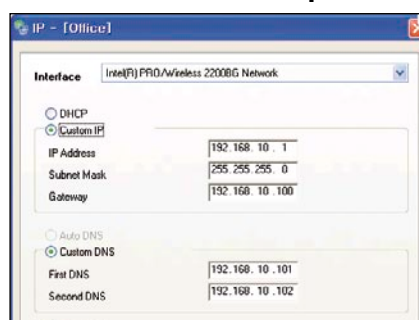 IP - [Office]
Interface Intel(R) PRO/Wireless 2200BG Network
DHCP
Custom IP
IP Address 192.168. 10 . 1
Subnet Mask 255.255.255. 0
Gateway 192.168. 10 .100
Auto DNS
Custom DNS
First DNS 192.168. 10 .101
Second DNS 192.168. 10 .102